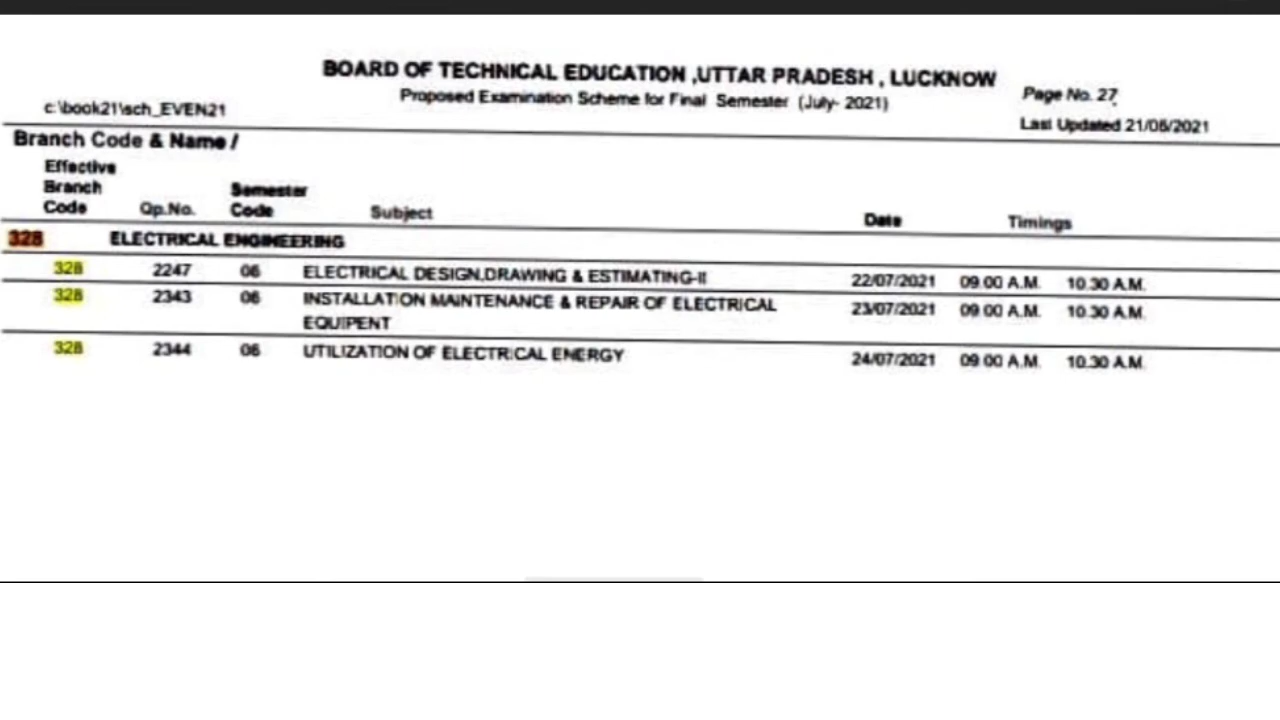 BOARD OF TECHNICAL EDUCATION ,UTTAR PRADESH , LUCKNOW
c:\book21\sch_EVEN21 Proposed Examination Scheme for Final Semester (July- 2021) Page No. 27
Last Updated 21/06/2021
Branch Code & Name /
Effective
Branch Semester
Code Qp.No. Code Subject Date Timings
328 ELECTRICAL ENGINEERING
328 2247 06 ELECTRICAL DESIGN,DRAWING & ESTIMATING-II 22/07/2021 09.00 A.M. 10.30 A.M.
328 2343 06 INSTALLATION MAINTENANCE & REPAIR OF ELECTRICAL 23/07/2021 09.00 A.M. 10.30 A.M.
EQUIPENT
328 2344 06 UTILIZATION OF ELECTRICAL ENERGY 24/07/2021 09.00 A.M. 10.30 A.M.